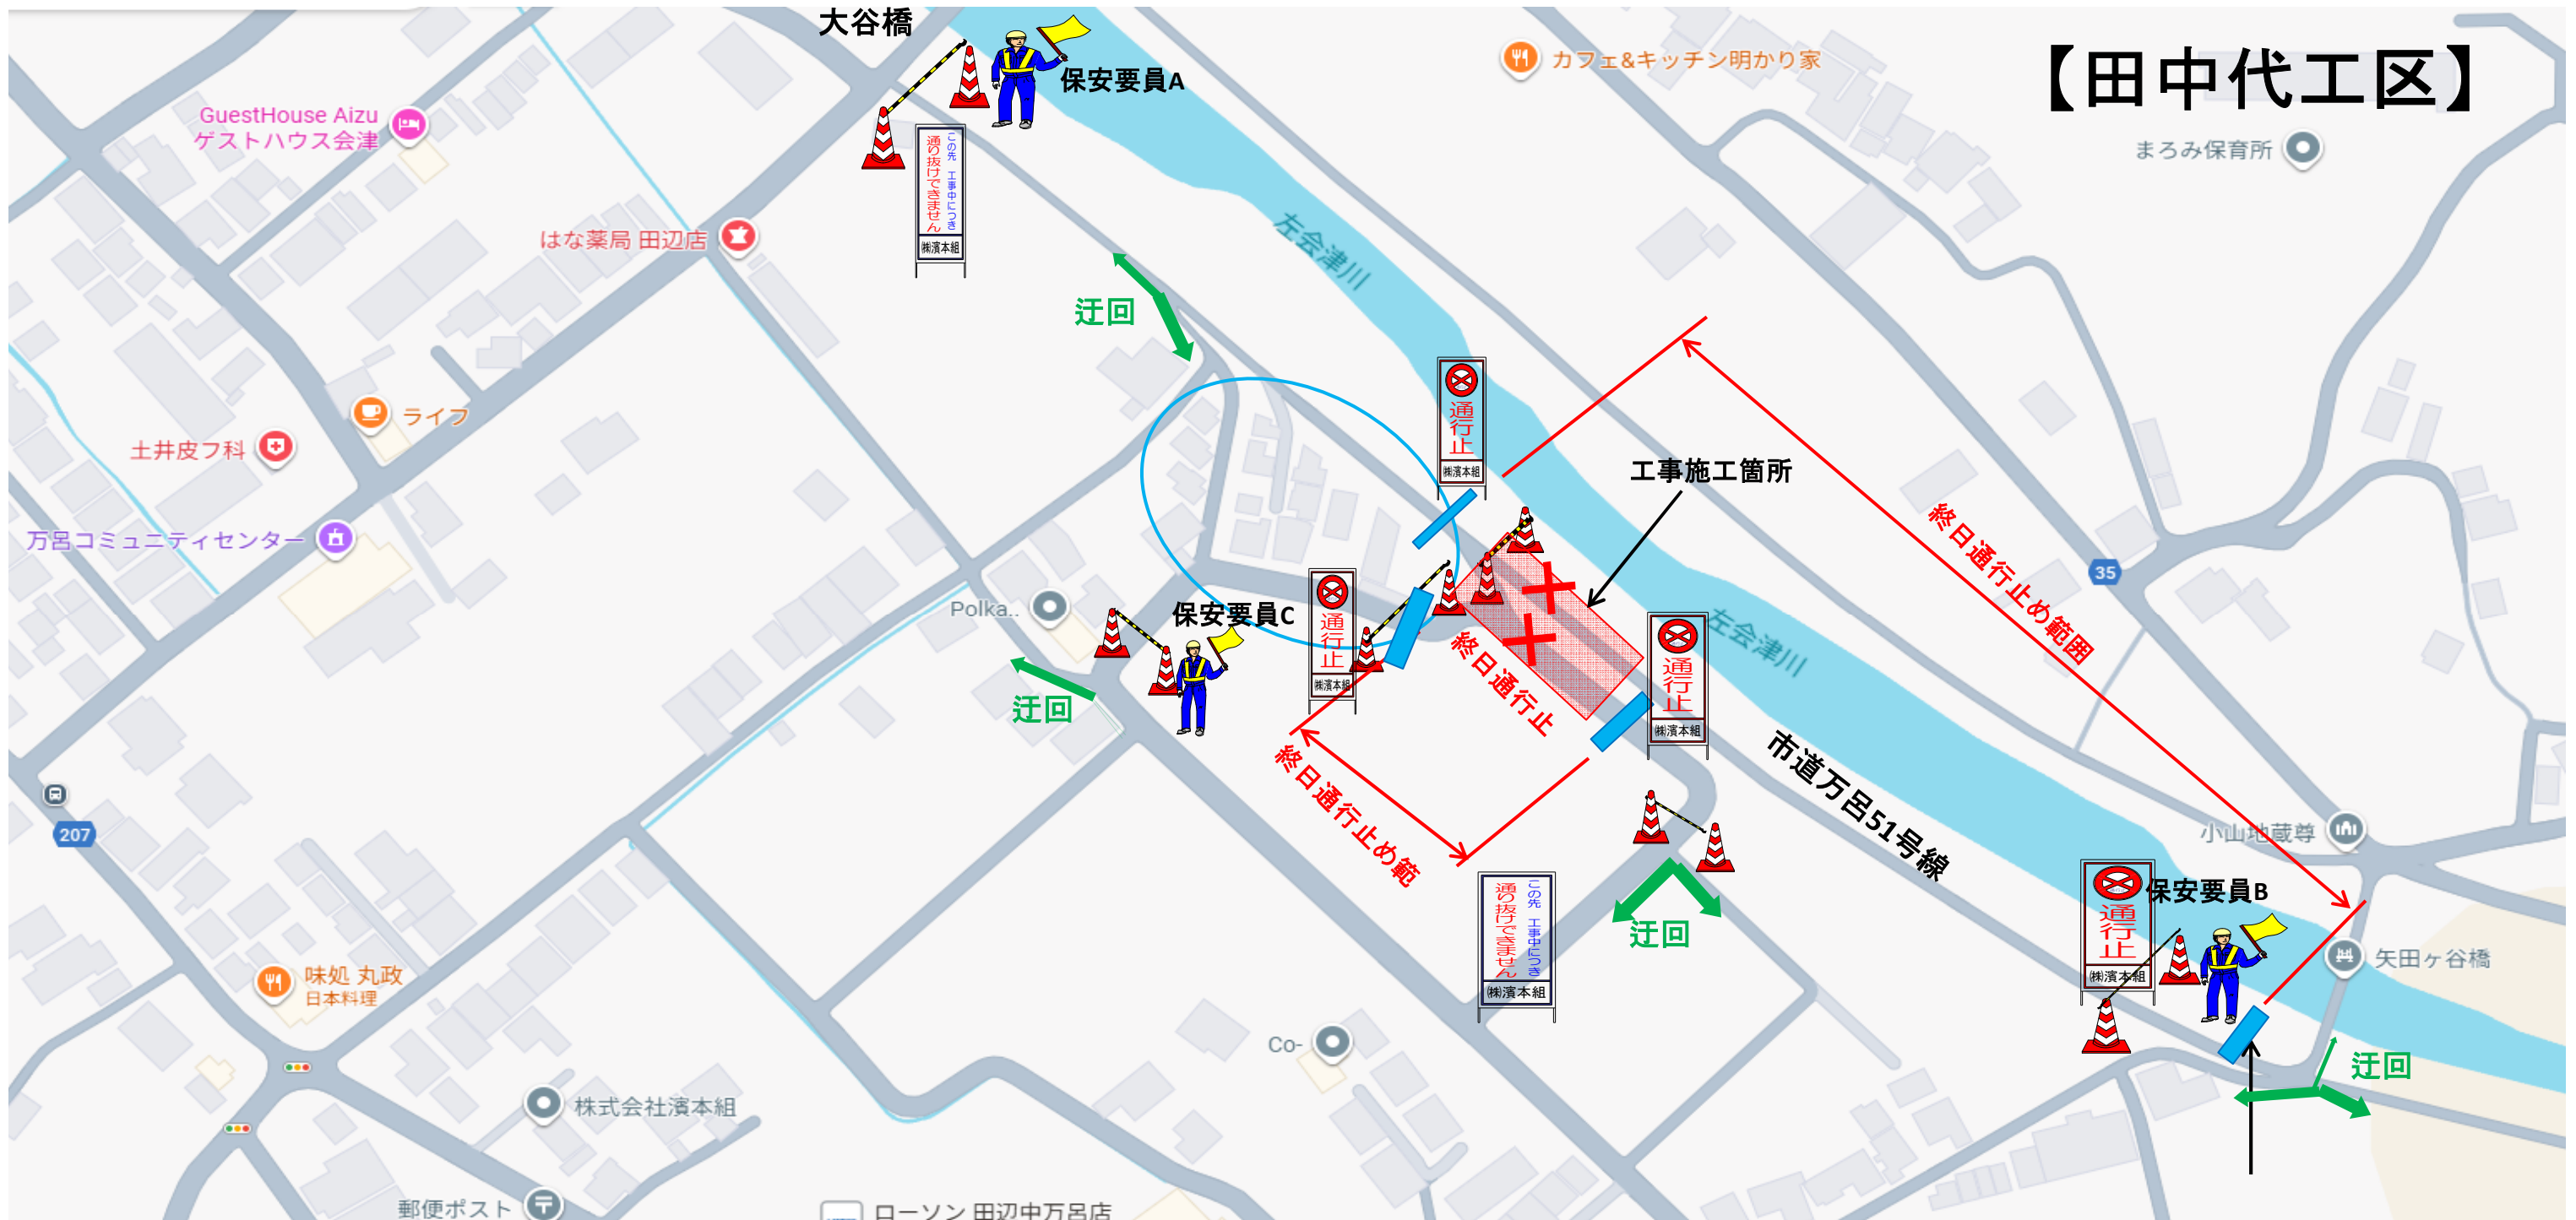 大谷橋
保安要員A
【田中代工区】
カフェ&キッチン明かり家
まろみ保育所
GuestHouse Aizu
ゲストハウス会津
この先 工事中につき
通り抜けできません
㈱濱本組
はな薬局 田辺店
左会津川
迂回
通行止
㈱濱本組
工事施工箇所
ライフ
土井皮フ科
万呂コミュニティセンター
終日通行止め範囲
35
Polka..
保安要員C
通行止
㈱濱本組
終日通行止
通行止
㈱濱本組
左会津川
迂回
市道万呂51号線
終日通行止め範
207
小山地蔵尊
保安要員B
通行止
㈱濱本組
矢田ヶ谷橋
この先 工事中につき
通り抜けできません
㈱濱本組
迂回
味処 丸政
日本料理
Co-
迂回
株式会社濱本組
郵便ポスト
ローソン 田辺中万呂店